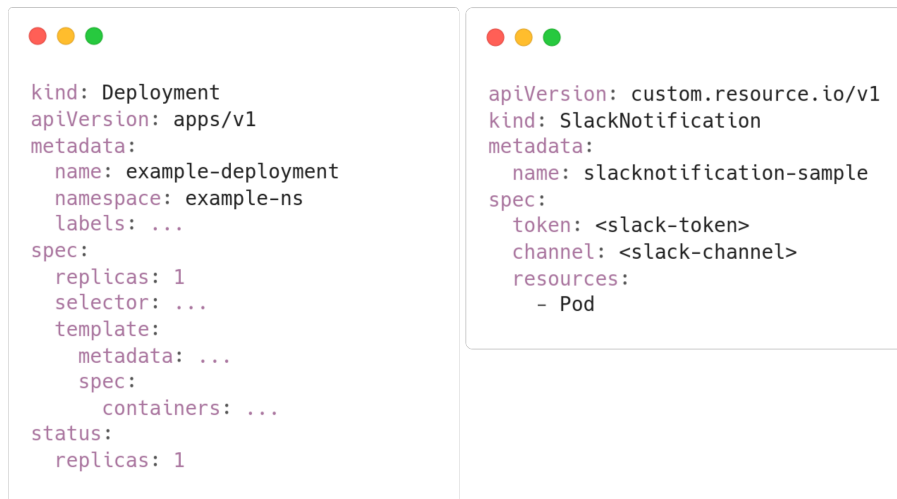 kind: Deployment
apiVersion: apps/v1
metadata:
  name: example-deployment
  namespace: example-ns
  labels: ...
spec:
  replicas: 1
  selector: ...
  template:
    metadata: ...
    spec:
      containers: ...
status:
  replicas: 1
apiVersion: custom.resource.io/v1
kind: SlackNotification
metadata:
  name: slacknotification-sample
spec:
  token: <slack-token>
  channel: <slack-channel>
  resources:
    - Pod